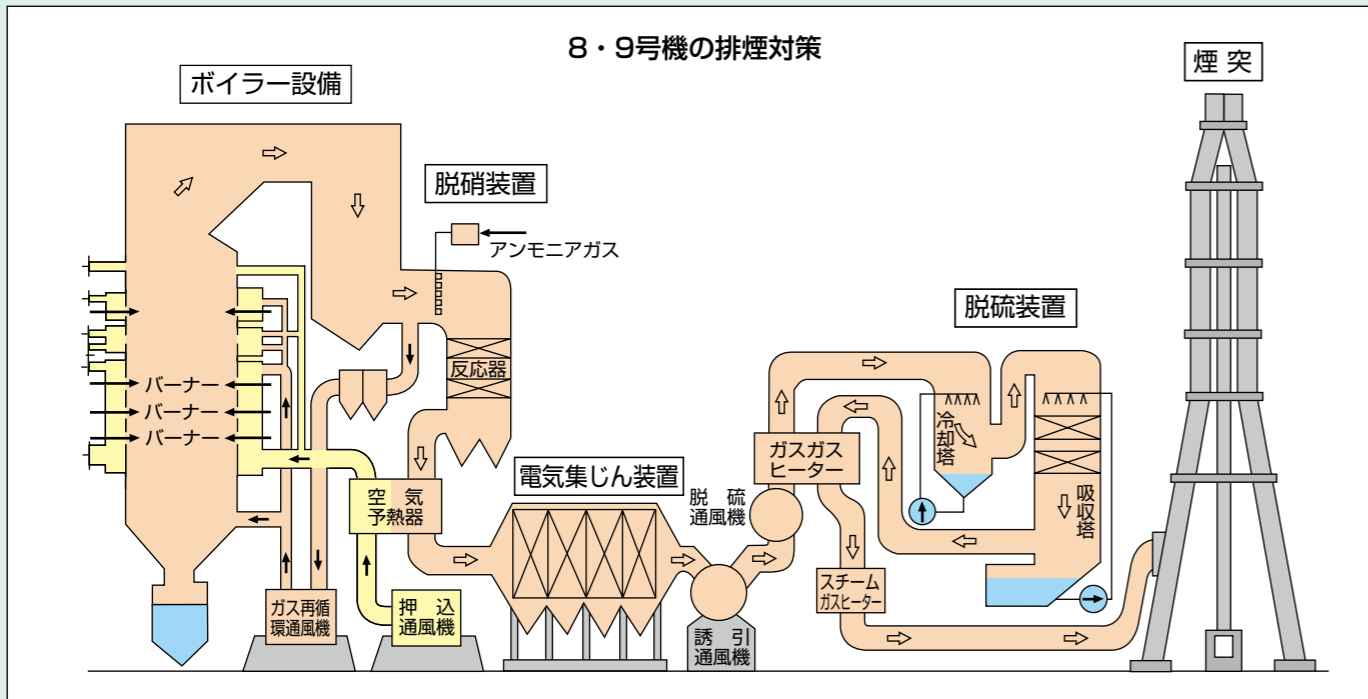 8・9号機の排煙対策
ボイラー設備
煙 突
脱硝装置
アンモニアガス
脱硫装置
反応器
バーナー
バーナー
バーナー
冷却塔
ガスガス
ヒーター
電気集じん装置
脱 硫
通風機
空 気
予熱器
吸収塔
スチーム
ガスヒーター
ガス再循
環通風機
押 込
通風機
誘 引
通風機